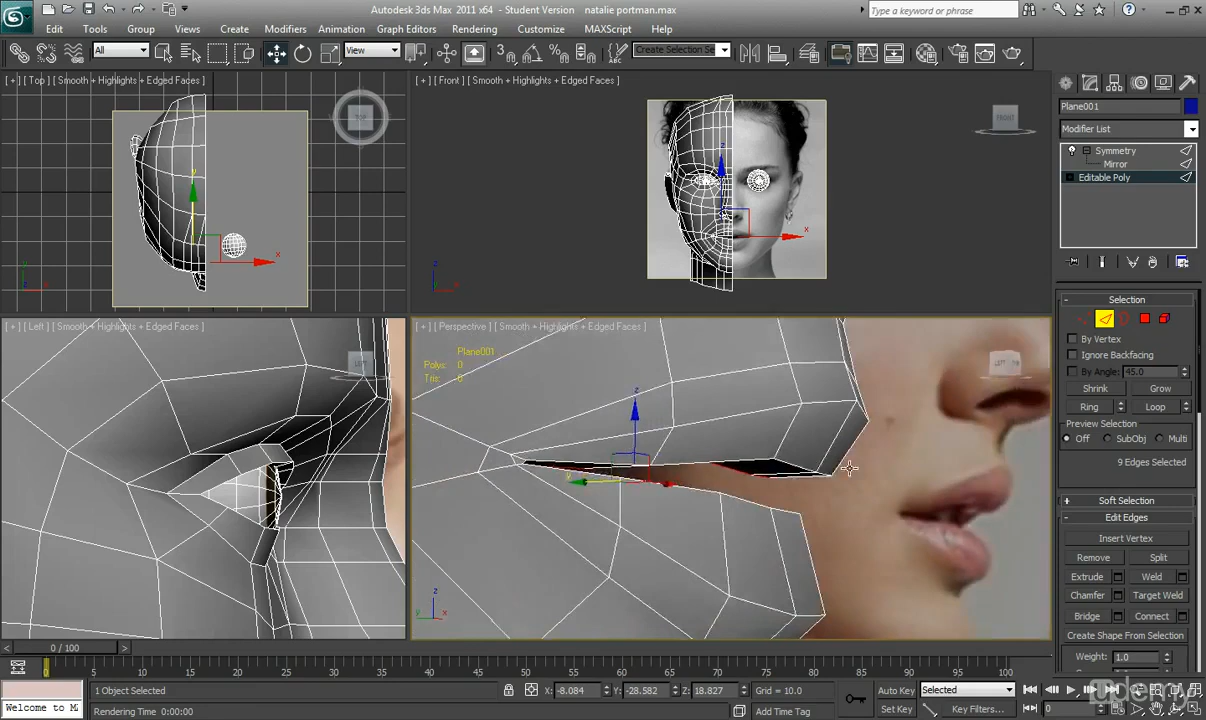 Autodesk 3ds Max 2011 x64 - Student Version natalie portman.max
Type a keyword or phrase
Edit Tools Group Views Create Modifiers Animation Graph Editors Rendering Customize MAXScript Help
All View Create Selection Se
[ + ] [ Top ] [ Smooth + Highlights + Edged Faces ]
[ + ] [ Front ] [ Smooth + Highlights + Edged Faces ]
TOP
FRONT
Plane001
Modifier List
Symmetry
Mirror
Editable Poly
Selection
By Vertex
Ignore Backfacing
By Angle: 45.0
Shrink Grow
Ring Loop
Preview Selection
Off SubObj Multi
9 Edges Selected
Soft Selection
Edit Edges
Insert Vertex
Remove Split
Extrude Weld
Chamfer Target Weld
Bridge Connect
Create Shape From Selection
Weight: 1.0
[ + ] [ Left ] [ Smooth + Highlights + Edged Faces ]
[ + ] [ Perspective ] [ Smooth + Highlights + Edged Faces ]
Plane001
Polys: 0
Tris: 0
LEFT
0 / 100
0 5 10 15 20 25 30 35 40 45 50 55 60 65 70 75 80 85 90 95 100
1 Object Selected X: -8.084 Y: -28.582 Z: 18.827 Grid = 10.0 Auto Key Selected
Welcome to MA
Rendering Time 0:00:00 Add Time Tag Set Key Key Filters... 0
udemy